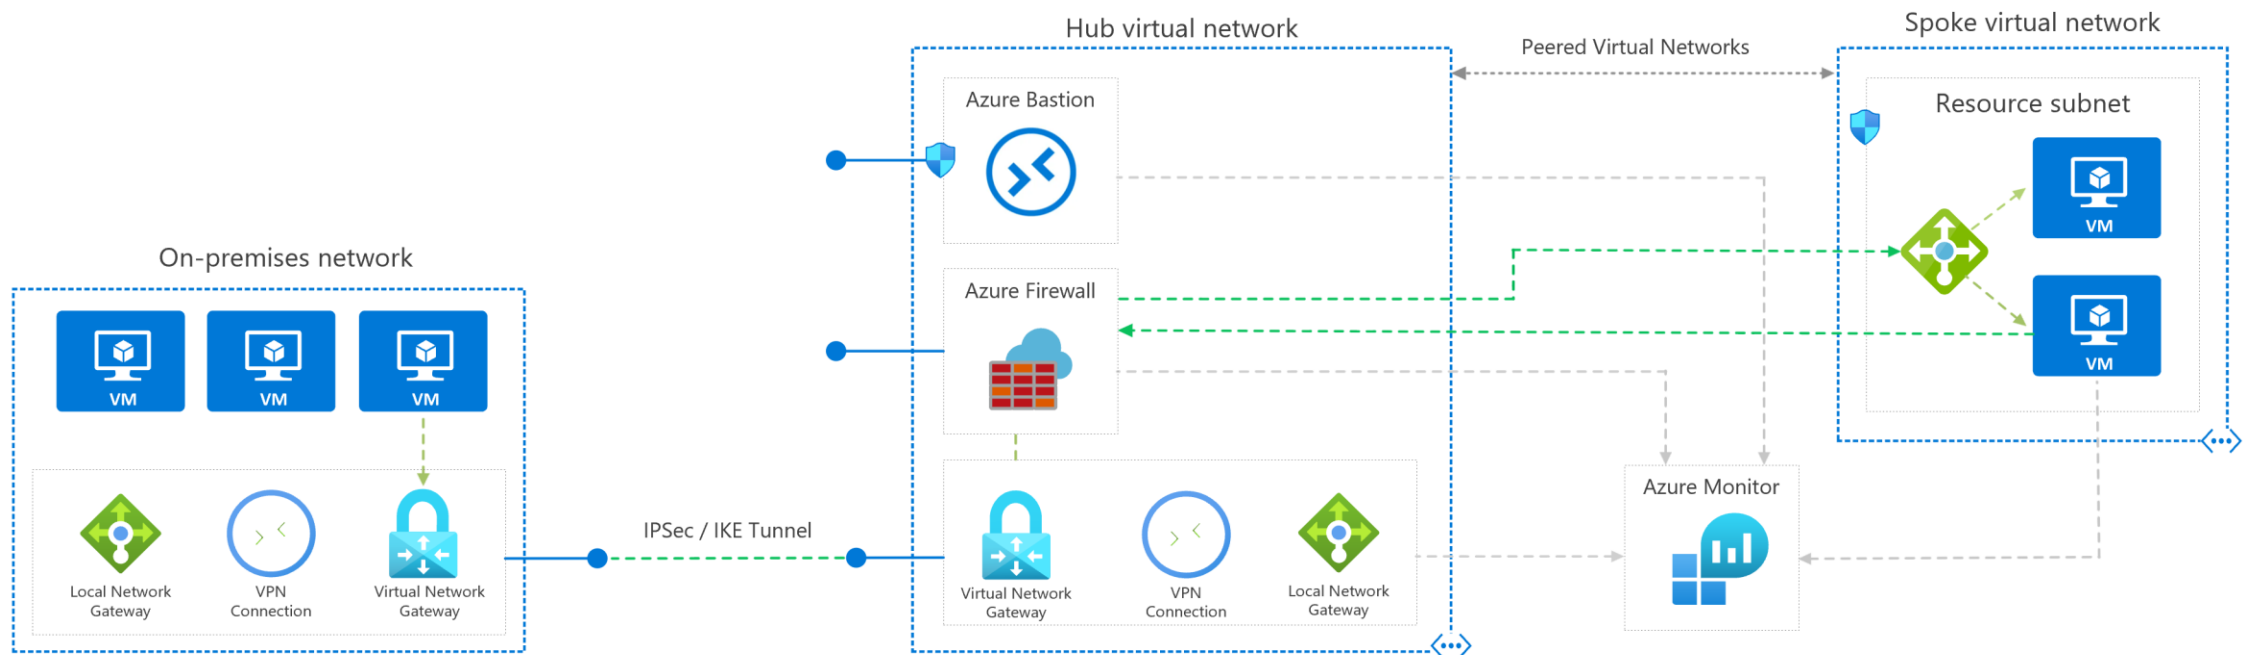 Hub virtual network
Peered Virtual Networks
Spoke virtual network
Azure Bastion
Resource subnet
VM
On-premises network
Azure Firewall
VM
VM
VM
VM
IPSec / IKE Tunnel
Azure Monitor
Local Network
Gateway
VPN
Connection
Virtual Network
Gateway
Virtual Network
Gateway
VPN
Connection
Local Network
Gateway